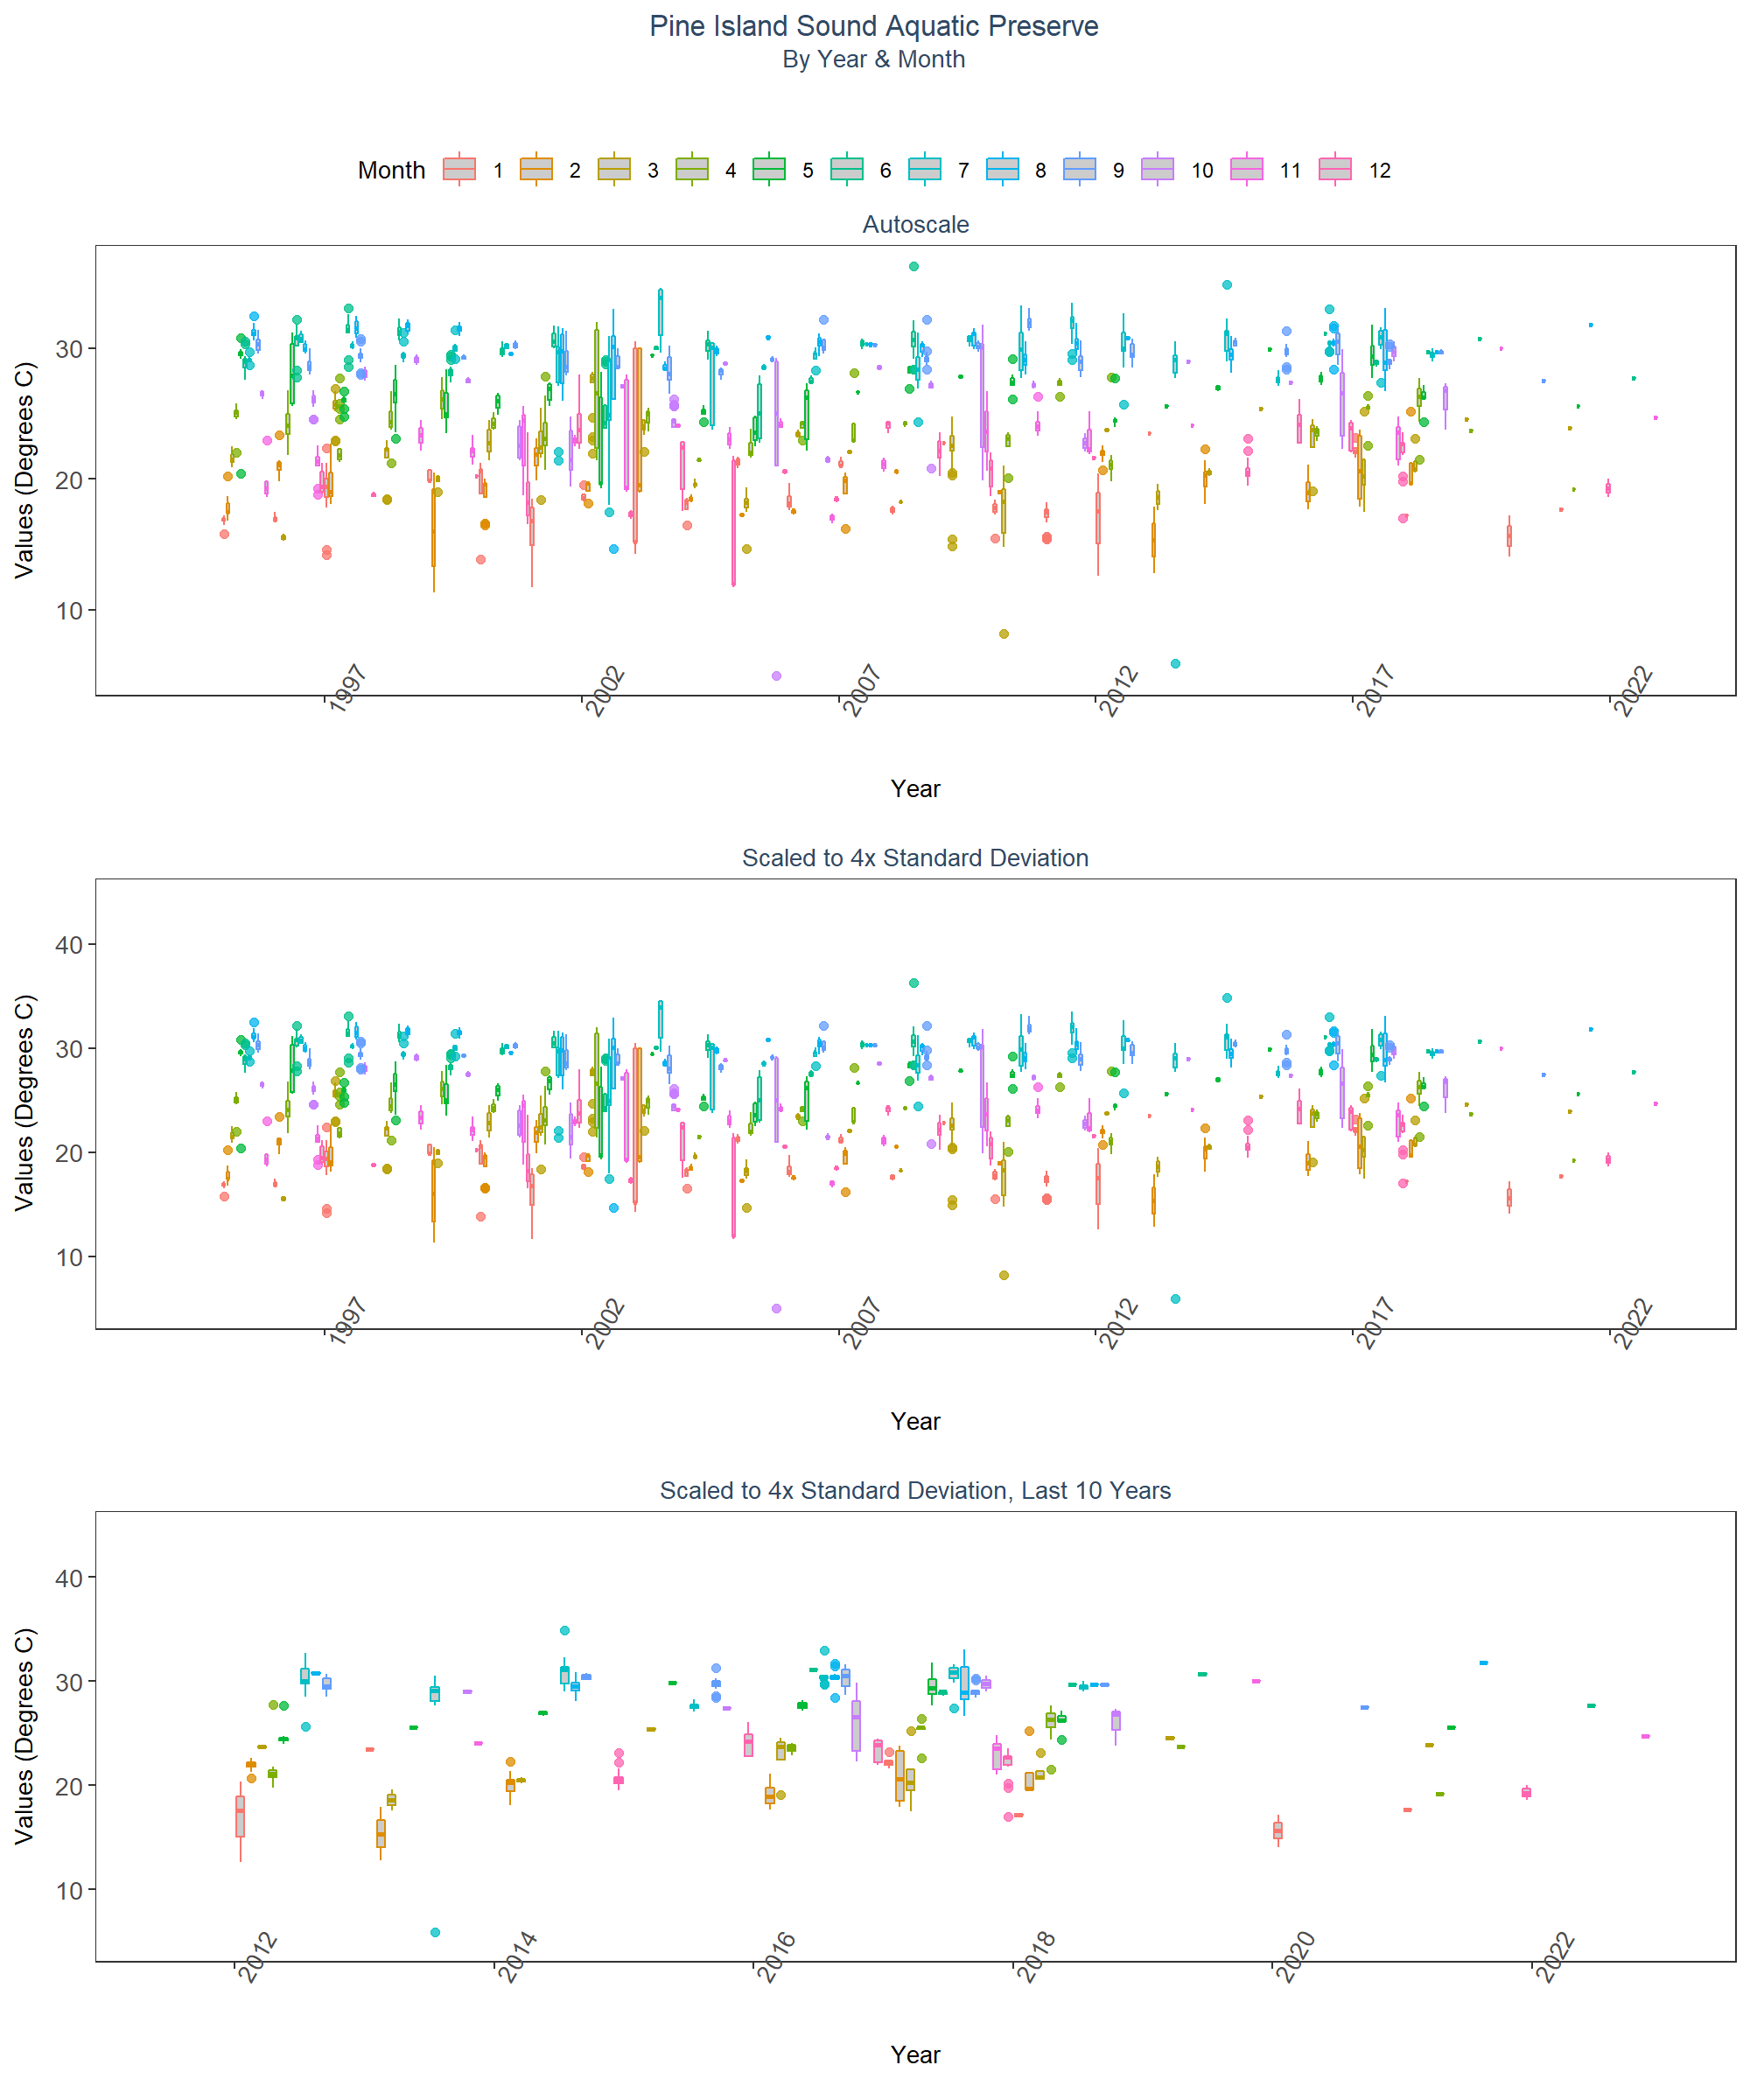 Pine Island Sound Aquatic Preserve
By Year & Month
Month 1 2 3 4 5 6 7 8 9 10 11 12
Autoscale
Values (Degrees C)
30
20
10
1997 2002 2007 2012 2017 2022
Year
Scaled to 4x Standard Deviation
Values (Degrees C)
40
30
20
10
1997 2002 2007 2012 2017 2022
Year
Scaled to 4x Standard Deviation, Last 10 Years
Values (Degrees C)
40
30
20
10
2012 2014 2016 2018 2020 2022
Year